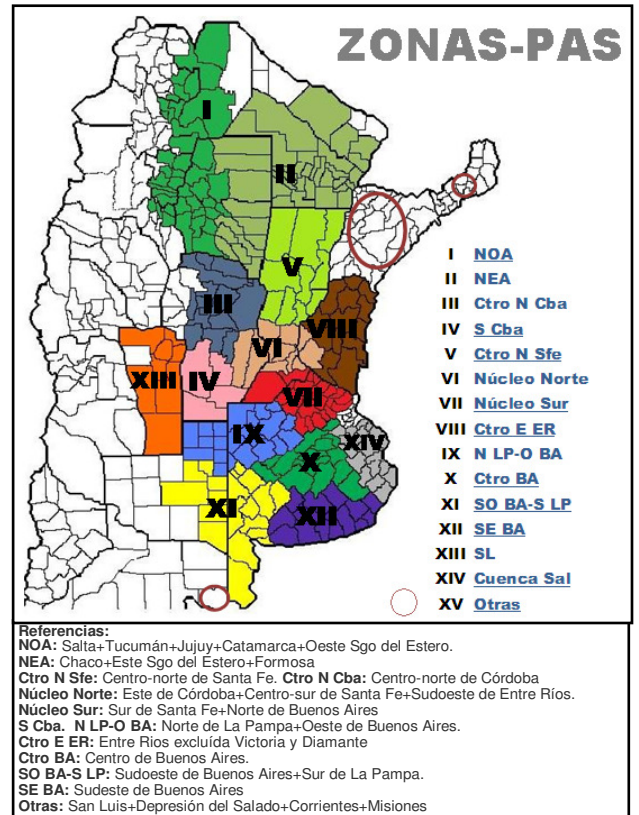 ZONAS-PAS
I
II
III
V
VIII
VI
XIII
IV
VII
IX
XIV
X
XI
XII
I NOA
II NEA
III Ctro N Cba
IV S Cba
V Ctro N Sfe
VI Núcleo Norte
VII Núcleo Sur
VIII Ctro E ER
IX N LP-O BA
X Ctro BA
XI SO BA-S LP
XII SE BA
XIII SL
XIV Cuenca Sal
XV Otras
Referencias:
NOA: Salta+Tucumán+Jujuy+Catamarca+Oeste Sgo del Estero.
NEA: Chaco+Este Sgo del Estero+Formosa
Ctro N Sfe: Centro-norte de Santa Fe. Ctro N Cba: Centro-norte de Córdoba
Núcleo Norte: Este de Córdoba+Centro-sur de Santa Fe+Sudoeste de Entre Ríos.
Núcleo Sur: Sur de Santa Fe+Norte de Buenos Aires
S Cba. N LP-O BA: Norte de La Pampa+Oeste de Buenos Aires.
Ctro E ER: Entre Rios excluída Victoria y Diamante
Ctro BA: Centro de Buenos Aires.
SO BA-S LP: Sudoeste de Buenos Aires+Sur de La Pampa.
SE BA: Sudeste de Buenos Aires
Otras: San Luis+Depresión del Salado+Corrientes+Misiones